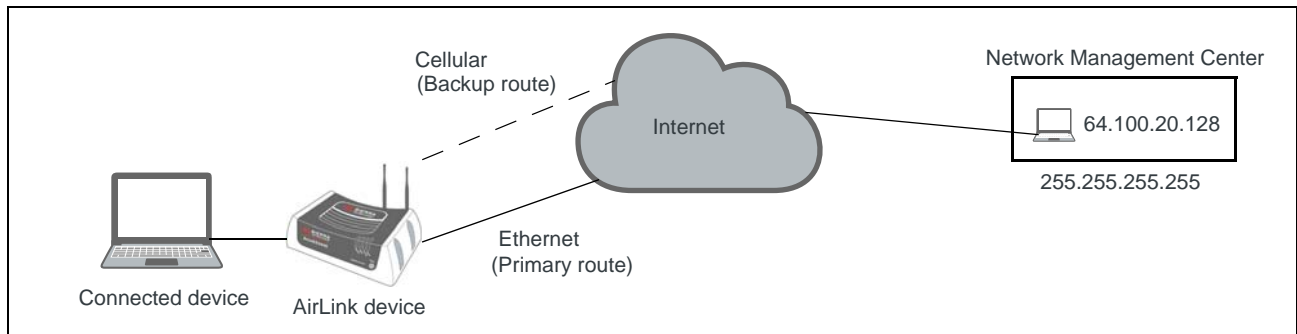 Cellular
(Backup route)
Network Management Center
Internet
64.100.20.128
255.255.255.255
Ethernet
(Primary route)
Connected device
AirLink device